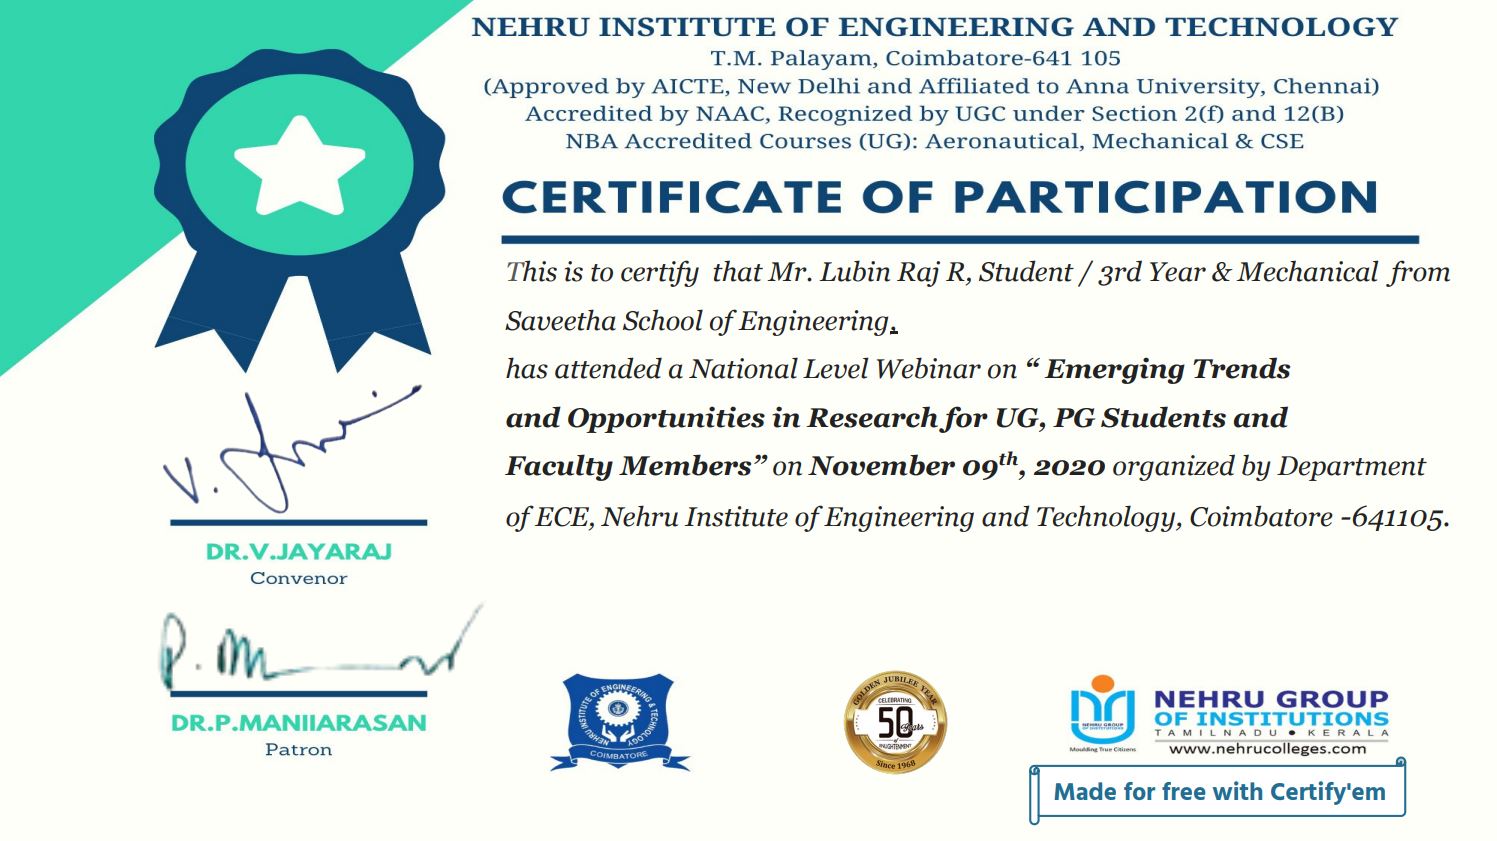 NEHRU INSTITUTE OF ENGINEERING AND TECHNOLOGY
T.M. Palayam, Coimbatore-641 105
(Approved by AICTE, New Delhi and Affiliated to Anna University, Chennai)
Accredited by NAAC, Recognized by UGC under Section 2(f) and 12(B)
NBA Accredited Courses (UG): Aeronautical, Mechanical & CSE
CERTIFICATE OF PARTICIPATION
This is to certify that Mr. Lubin Raj R, Student / 3rd Year & Mechanical from
Saveetha School of Engineering,
has attended a National Level Webinar on “ Emerging Trends
and Opportunities in Research for UG, PG Students and
Faculty Members” on November 09th, 2020 organized by Department
of ECE, Nehru Institute of Engineering and Technology, Coimbatore -641105.
DR.V.JAYARAJ
Convenor
DR.P.MANIIARASAN
Patron
NEHRU INSTITUTE OF ENGINEERING & TECHNOLOGY
COIMBATORE
GOLDEN JUBILEE YEAR
CELEBRATING
50 Years
of
ENLIGHTENMENT
Since 1968
NEHRU GROUP
OF INSTITUTIONS
Moulding True Citizens
NEHRU GROUP
OF INSTITUTIONS
TAMILNADU • KERALA
www.nehrucolleges.com
Made for free with Certify'em